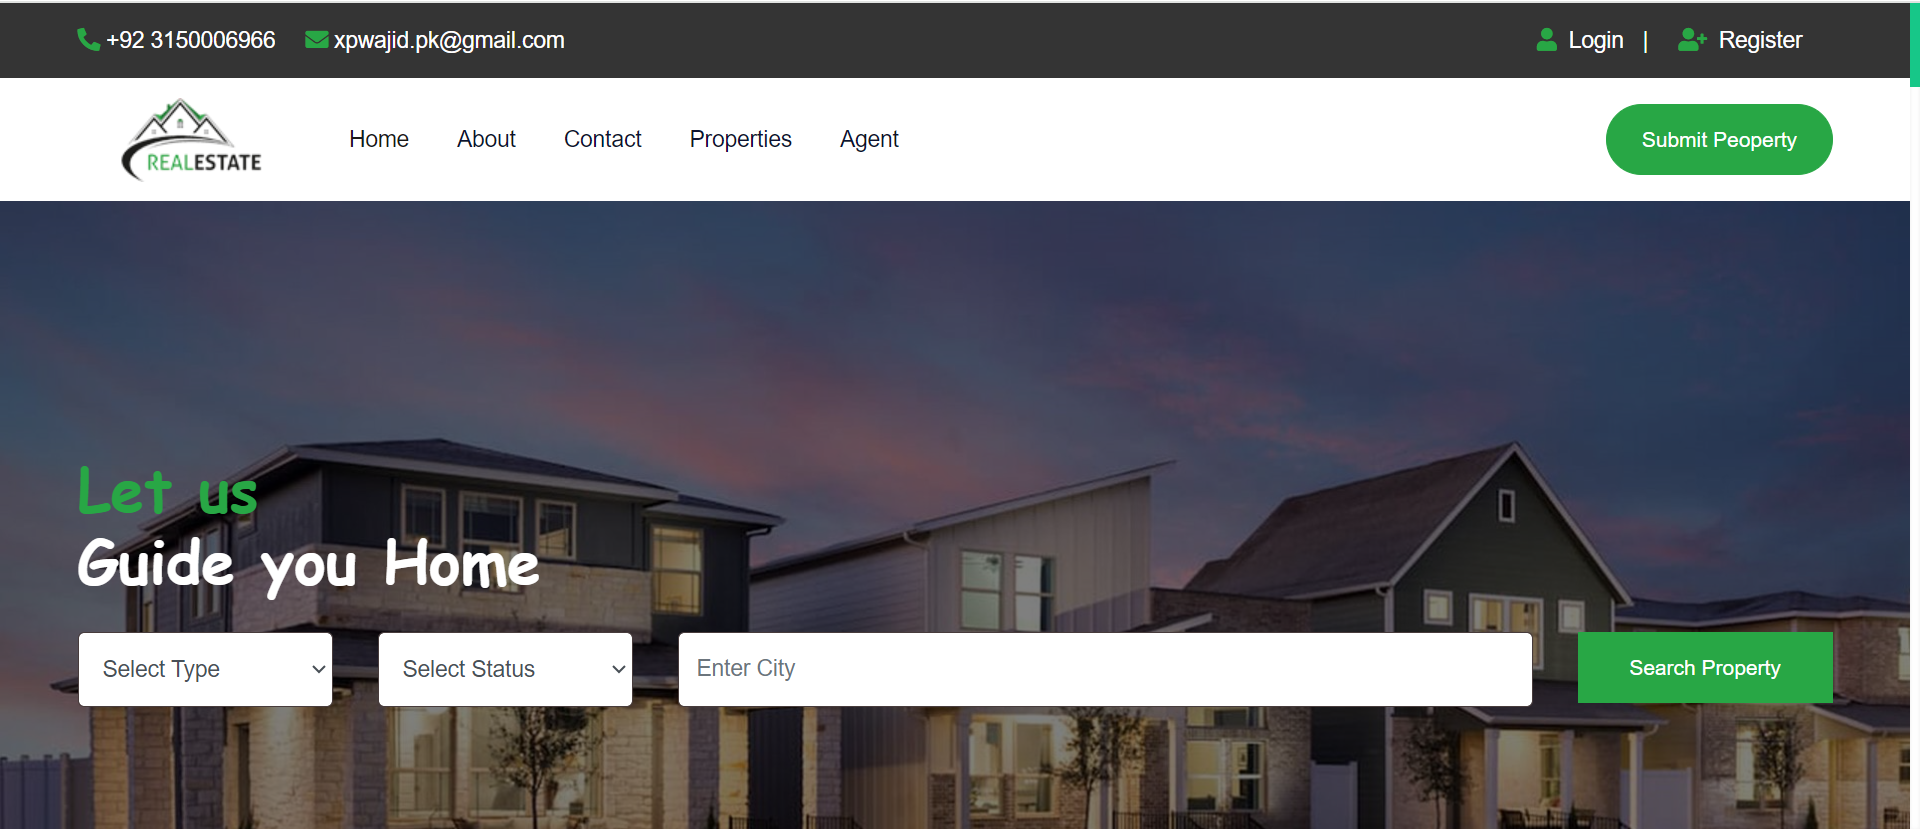 +92 3150006966 xpwajid.pk@gmail.com Login | Register
REALESTATE
Home About Contact Properties Agent
Submit Peoperty
Let us
Guide you Home
Select Type Select Status Enter City Search Property